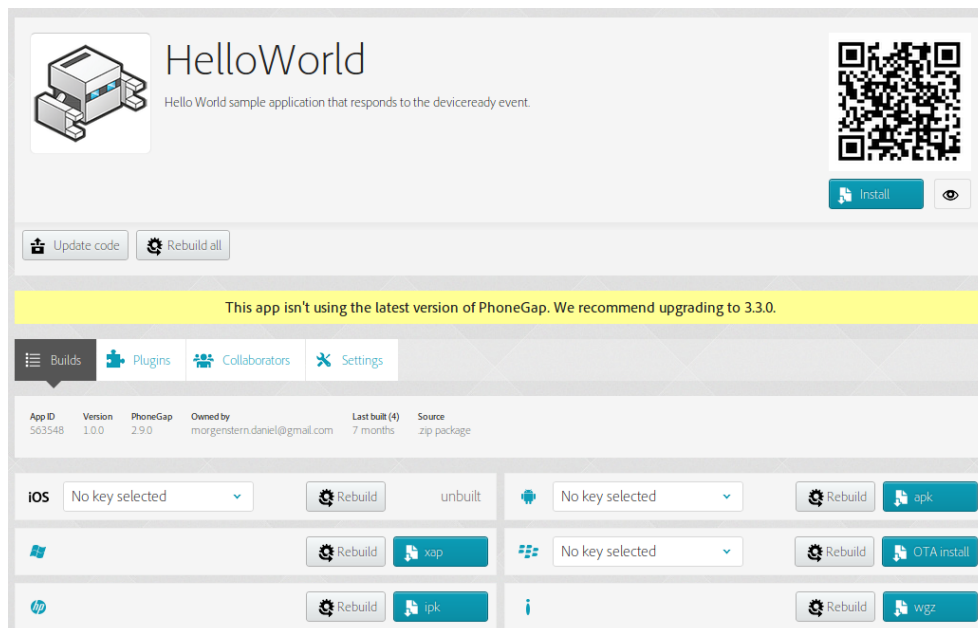 HelloWorld
Hello World sample application that responds to the deviceready event.
Install
Update code
Rebuild all
This app isn't using the latest version of PhoneGap. We recommend upgrading to 3.3.0.
Builds
Plugins
Collaborators
Settings
App ID Version PhoneGap Owned by Last built (4) Source
563548 1.0.0 2.9.0 morgenstern.daniel@gmail.com 7 months .zip package
iOS No key selected Rebuild unbuilt
No key selected Rebuild apk
Rebuild xap
No key selected Rebuild OTA install
hp Rebuild ipk
Rebuild wgz